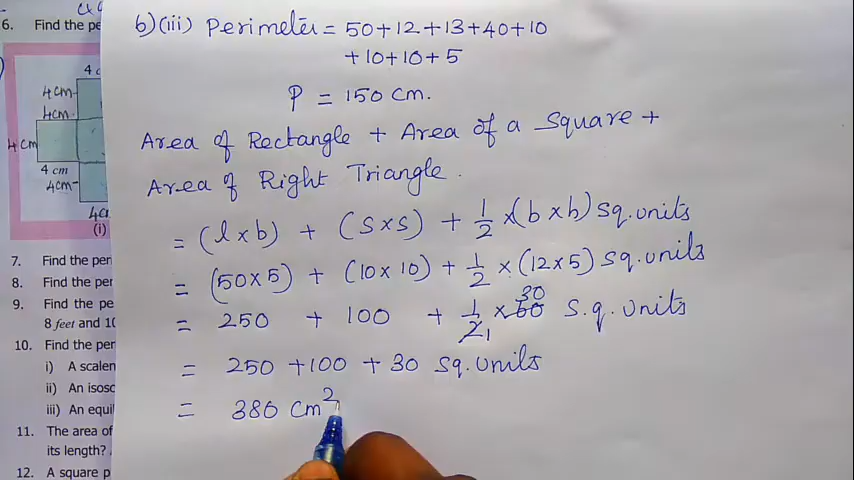 6. Find the pe
4 c
4cm
4cm
4cm
4 cm
4cm
4c
(i)
7. Find the peri
8. Find the per
9. Find the pe
8 feet and 10
10. Find the per
i) A scalen
ii) An isosc
iii) An equil
11. The area of
its length?
12. A square p
b)(iii) Perimeter = 50+12+13+40+10
+10+10+5
P = 150 cm.
Area of Rectangle + Area of a Square +
Area of Right Triangle.
= (l×b) + (S×S) + 1/2 ×(b×h) Sq.units
= (50×5) + (10×10) + 1/2 × (12×5) Sq.units
= 250 + 100 + 1/2 1 × 60 30 S.q. units
= 250 +100 + 30 Sq.units
= 380 cm²